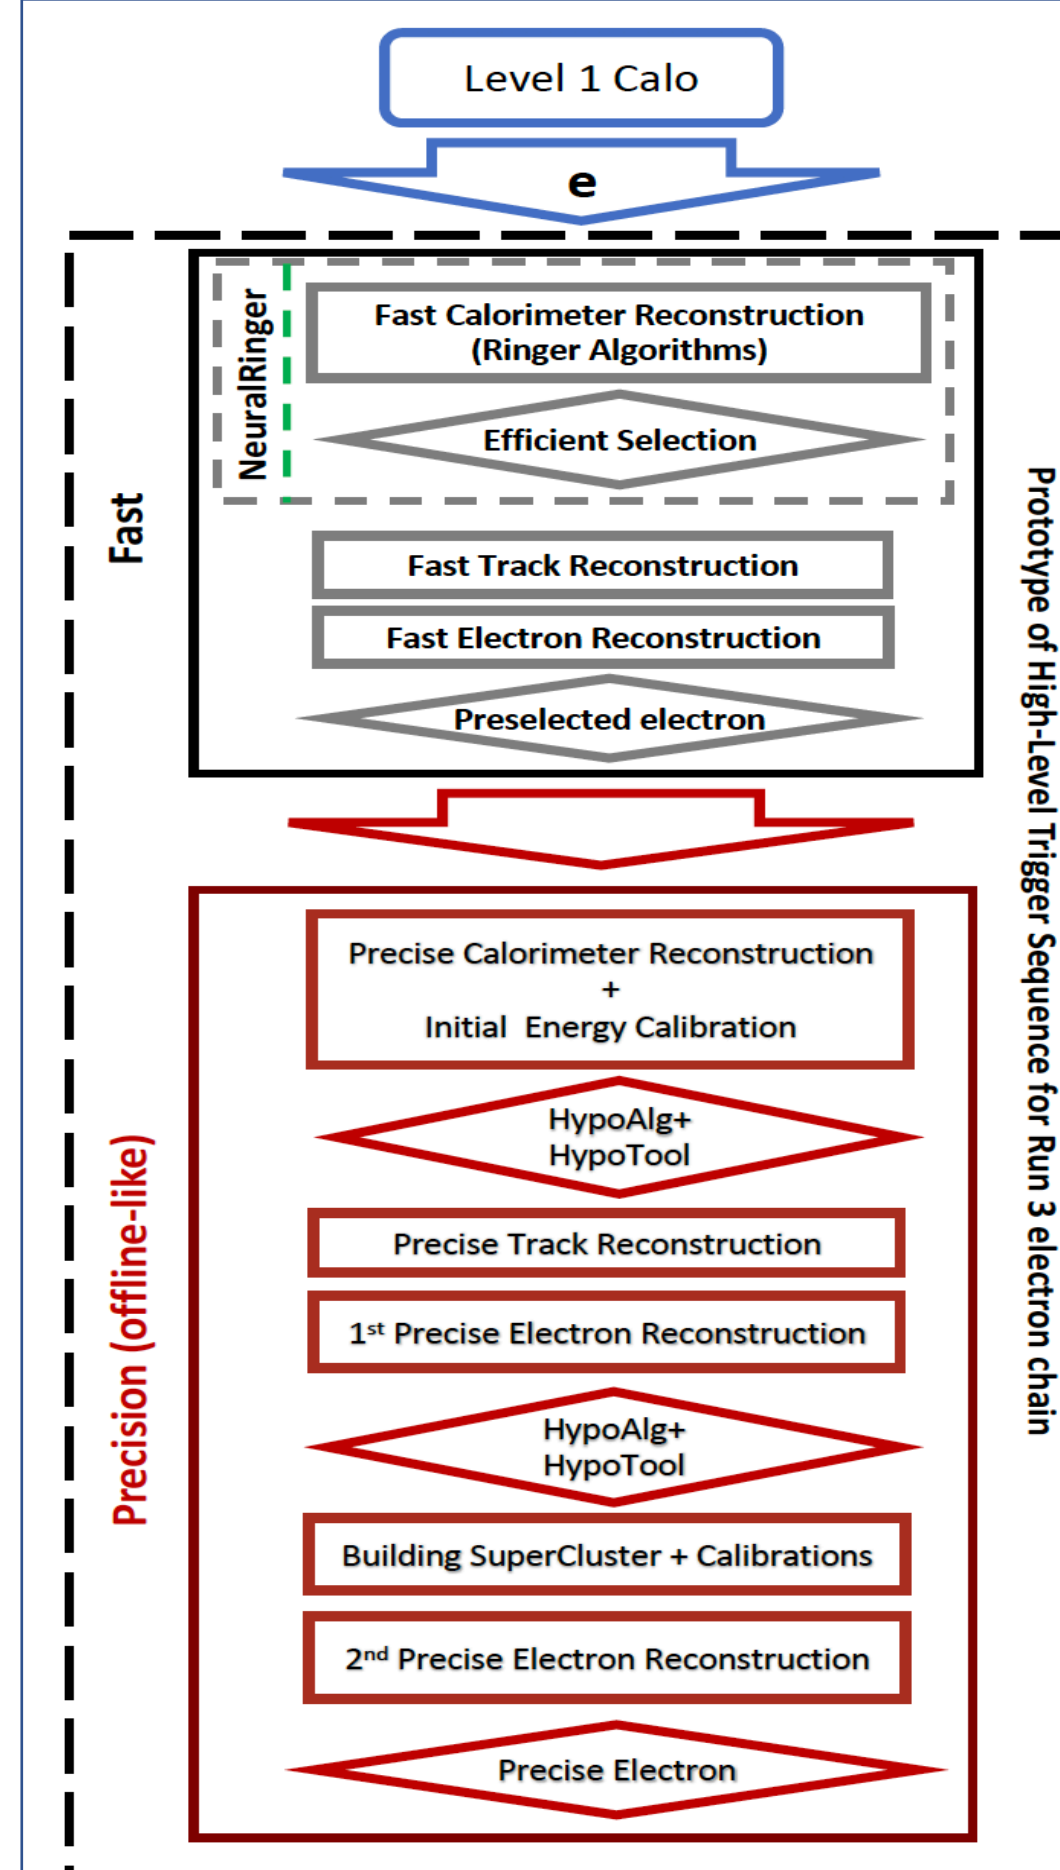 Level 1 Calo
e
Fast
NeuralRinger
Fast Calorimeter Reconstruction
(Ringer Algorithms)
Efficient Selection
Fast Track Reconstruction
Fast Electron Reconstruction
Preselected electron
Prototype of High-Level Trigger Sequence for Run 3 electron chain
Precision (offline-like)
Precise Calorimeter Reconstruction
+
Initial Energy Calibration
HypoAlg+
HypoTool
Precise Track Reconstruction
1st Precise Electron Reconstruction
HypoAlg+
HypoTool
Building SuperCluster + Calibrations
2nd Precise Electron Reconstruction
Precise Electron